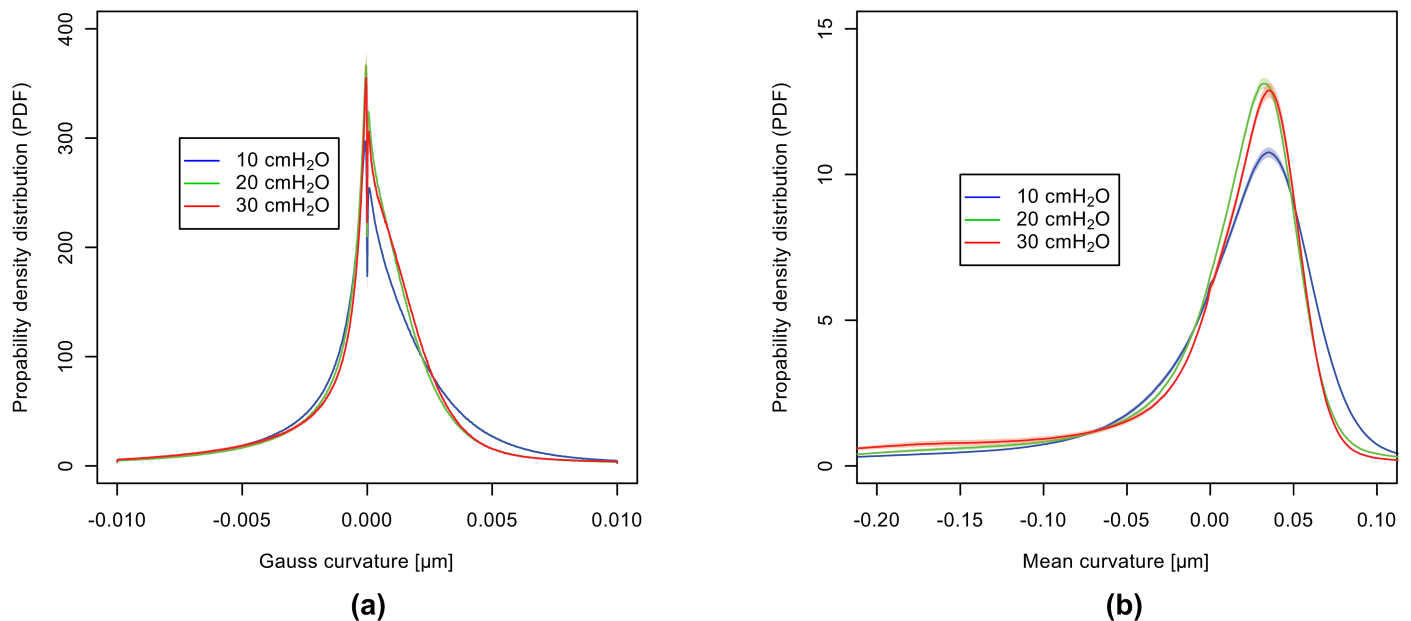 Propability density distribution (PDF)
400
300
200
100
0
10 cmH₂O
20 cmH₂O
30 cmH₂O
-0.010
-0.005
0.000
0.005
0.010
Gauss curvature [µm]
(a)
Propability density distribution (PDF)
15
10
5
0
10 cmH₂O
20 cmH₂O
30 cmH₂O
-0.20
-0.15
-0.10
-0.05
0.00
0.05
0.10
Mean curvature [µm]
(b)